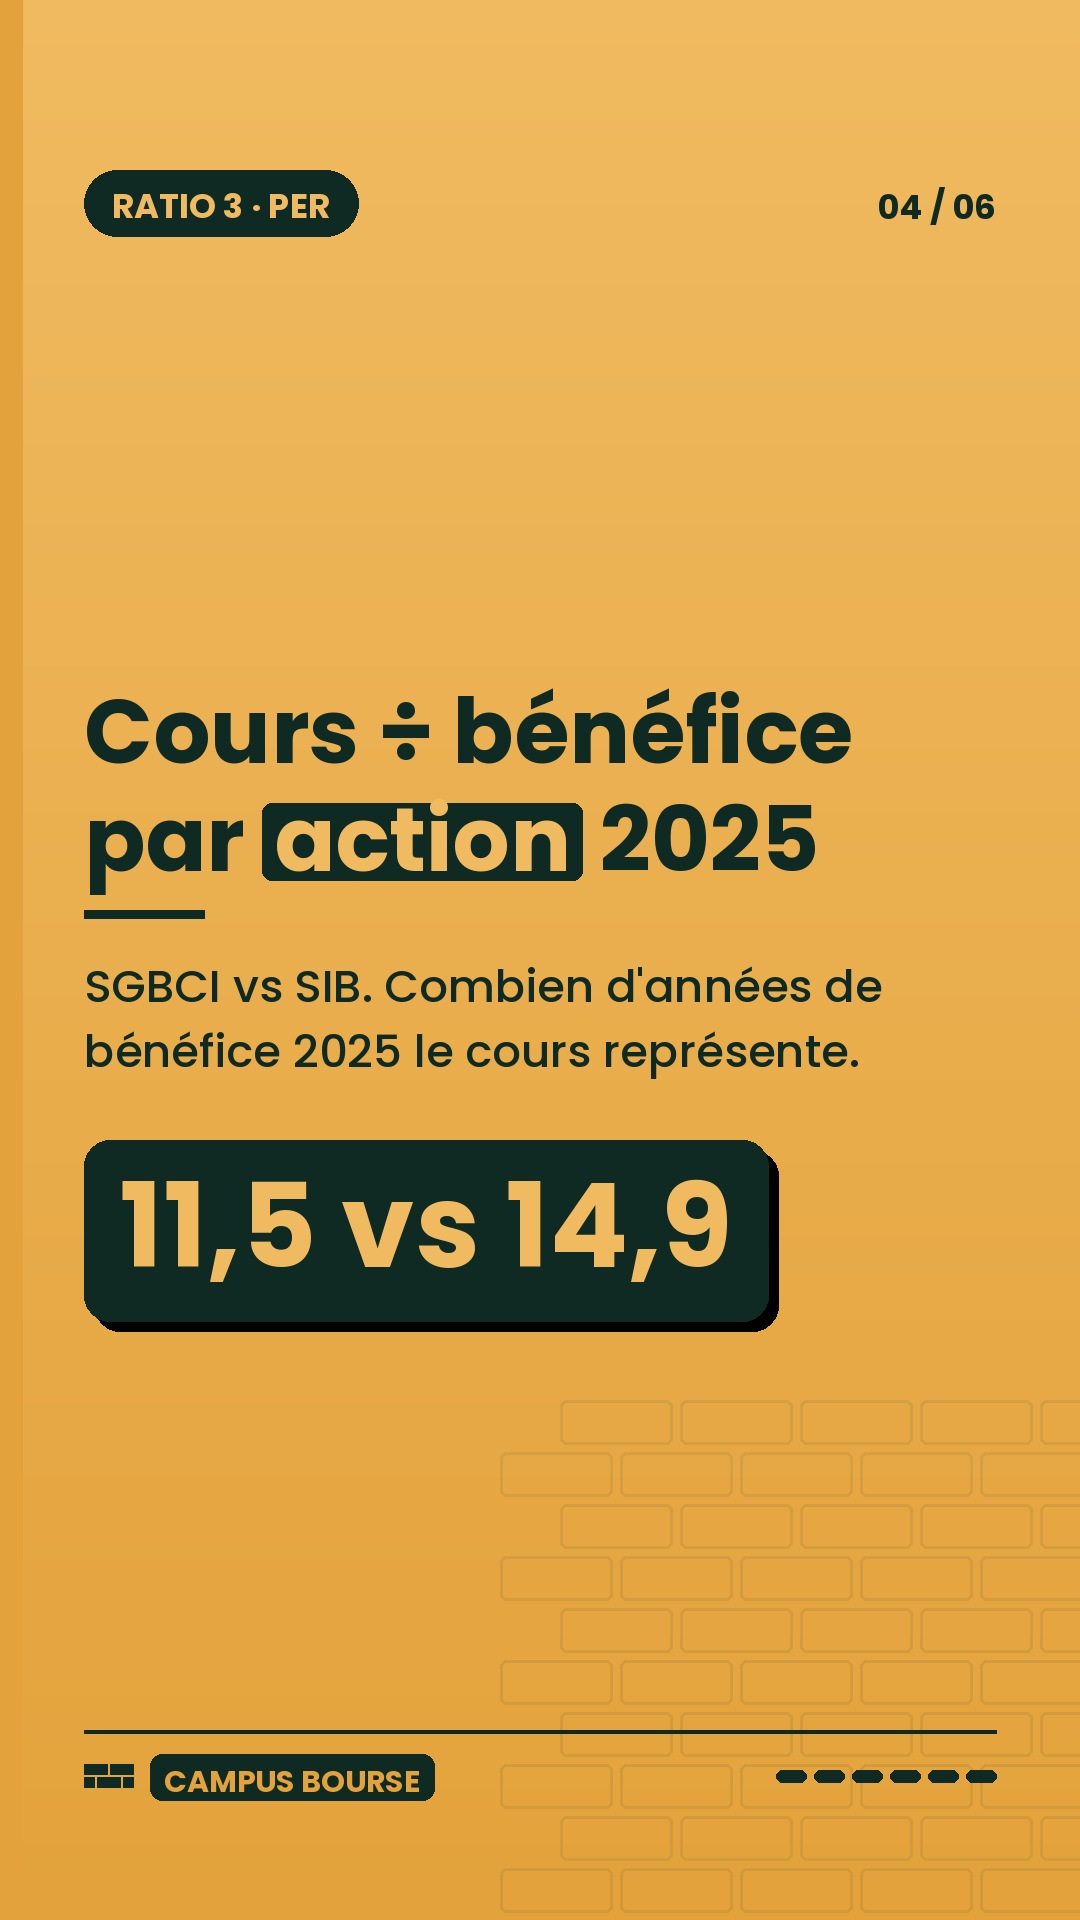 RATIO 3 · PER
04 / 06
Cours ÷ bénéfice
par action 2025
SGBCI vs SIB. Combien d'années de
bénéfice 2025 le cours représente.
11,5 vs 14,9
CAMPUS BOURSE